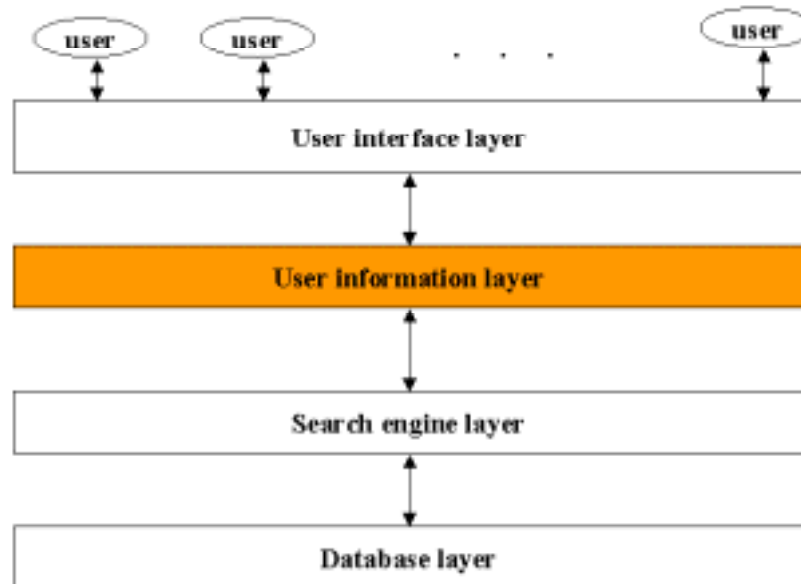 user user . . . user
User interface layer
User information layer
Search engine layer
Database layer